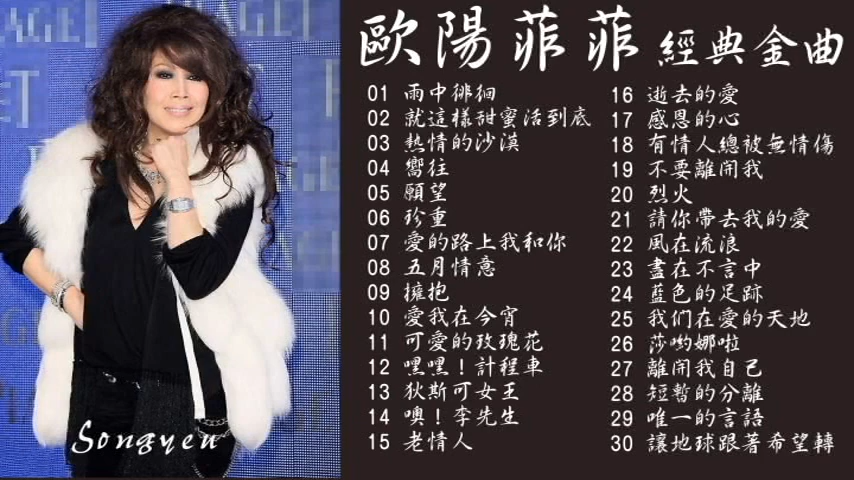 PIAGET
歐陽菲菲 經典金曲
01 雨中徘徊
02 就這樣甜蜜活到底
03 熱情的沙漠
04 嚮往
05 願望
06 珍重
07 愛的路上我和你
08 五月情意
09 擁抱
10 愛我在今宵
11 可愛的玫瑰花
12 嘿嘿！計程車
13 狄斯可女王
14 噢！李先生
15 老情人
16 逝去的愛
17 感恩的心
18 有情人總被無情傷
19 不要離開我
20 烈火
21 請你帶去我的愛
22 風在流浪
23 盡在不言中
24 藍色的足跡
25 我們在愛的天地
26 莎喲娜啦
27 離開我自己
28 短暫的分離
29 唯一的言語
30 讓地球跟著希望轉
Songyeu